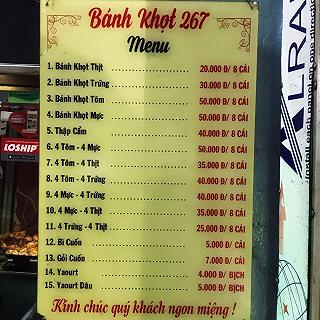 Bánh Khọt 267
Menu
1. Bánh Khọt Thịt 20.000 Đ/ 8 CÁI
2. Bánh Khọt Trứng 30.000 Đ/ 8 CÁI
3. Bánh Khọt Tôm 50.000 Đ/ 8 CÁI
4. Bánh Khọt Mực 50.000 Đ/ 8 CÁI
5. Thập Cẩm 40.000 Đ/ 8 CÁI
6. 4 Tôm - 4 Mực 50.000 Đ/ 8 CÁI
7. 4 Tôm - 4 Thịt 35.000 Đ/ 8 CÁI
8. 4 Tôm - 4 Trứng 40.000 Đ/ 8 CÁI
9. 4 Mực - 4 Trứng 40.000 Đ/ 8 CÁI
10. 4 Mực - 4 Thịt 35.000 Đ/ 8 CÁI
11. 4 Trứng - 4 Thịt 25.000 Đ/ 8 CÁI
12. Bì Cuốn 5.000 Đ/ CÁI
13. Gỏi Cuốn 7.000 Đ/ CÁI
14. Yaourt 4.000 Đ/ BỊCH
15. Yaourt Dâu 5.000 Đ/ BỊCH
Kính chúc quý khách ngon miệng !
LOSHIP